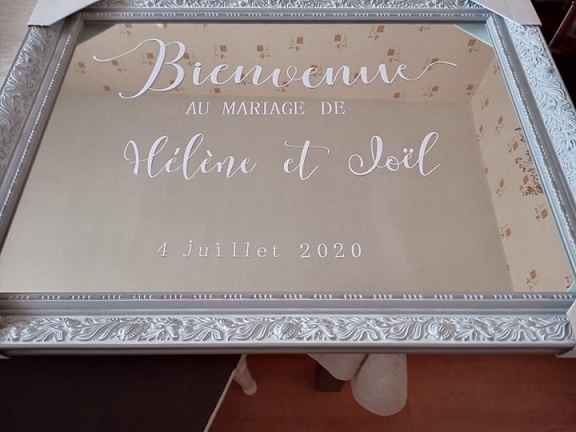 Bienvenue
AU MARIAGE DE
Hélène et Joël
4 juillet 2020